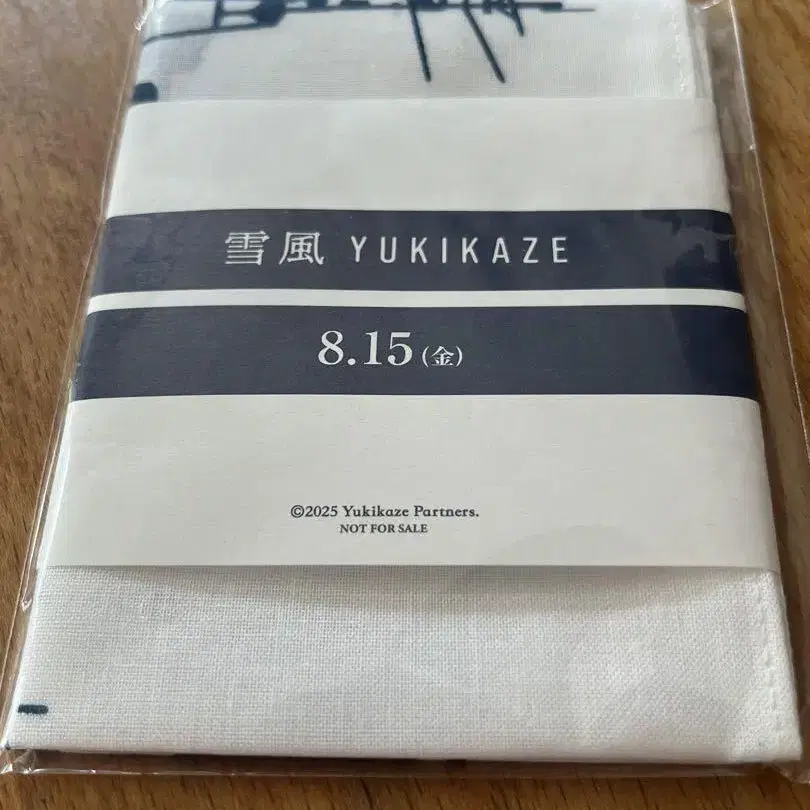 雪風 YUKIKAZE
8.15(金)
©2025 Yukikaze Partners.
NOT FOR SALE